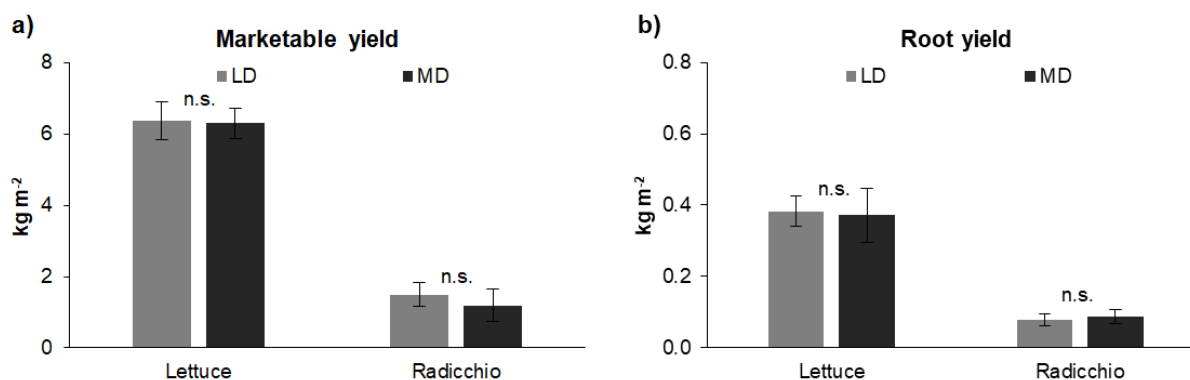 a)
Marketable yield
LD MD
kg m-2
8
6
4
2
0
n.s.
n.s.
Lettuce Radicchio
b)
Root yield
LD MD
kg m-2
0.8
0.6
0.4
0.2
0.0
n.s.
n.s.
Lettuce Radicchio